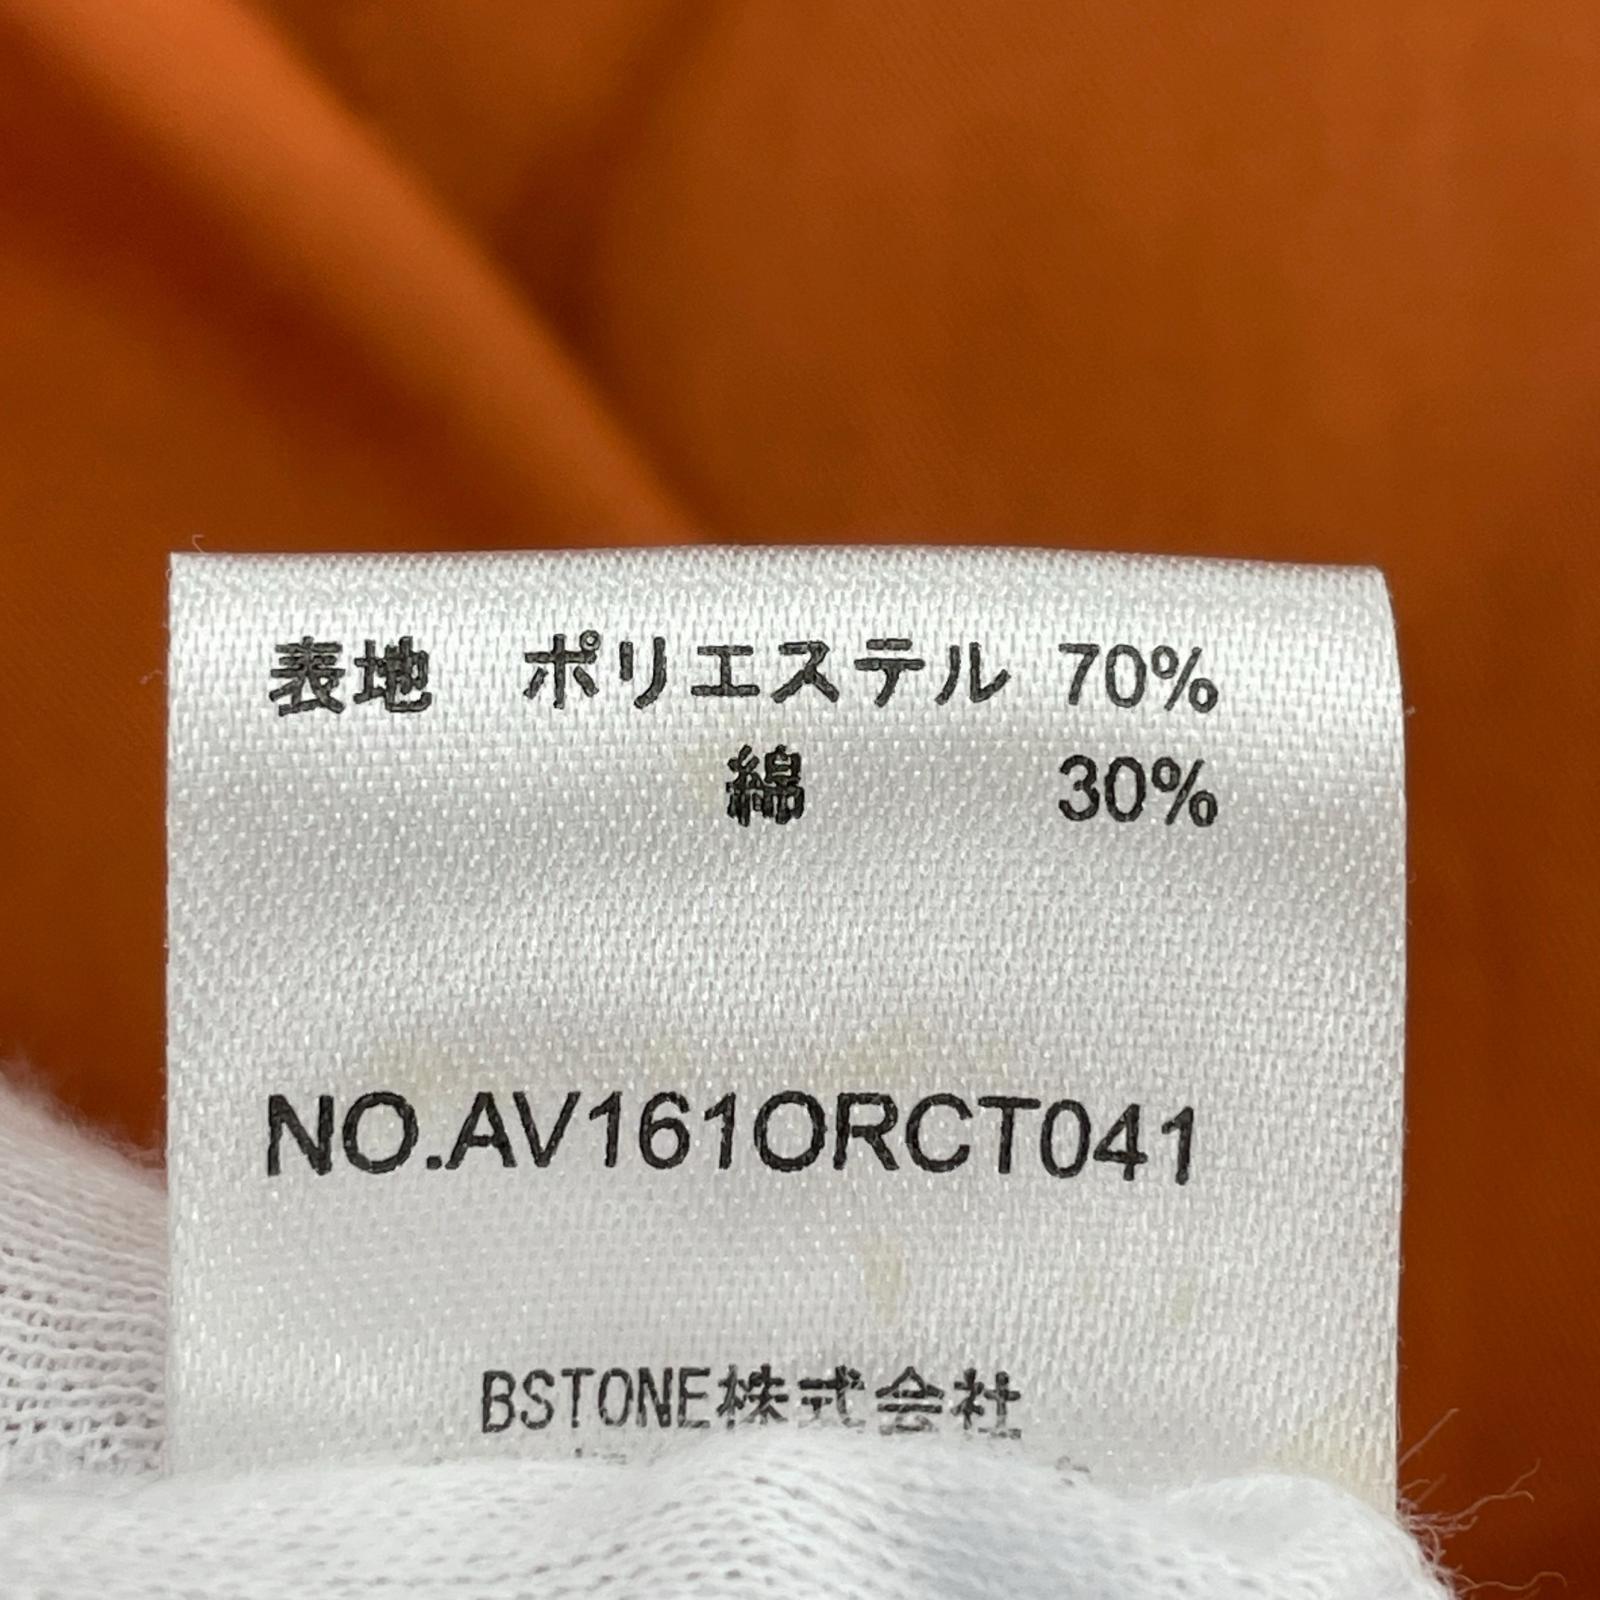 表地　ポリエステル 70%
綿 30%
NO.AV161ORCT041
BSTONE株式会社